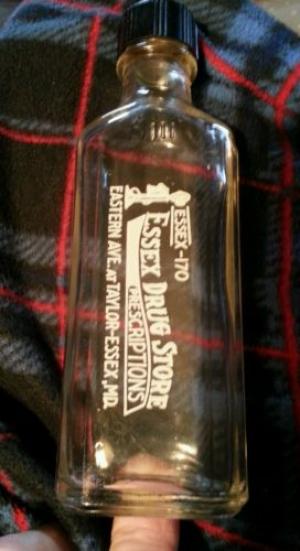 ESSEX-170
ESSEX DRUG STORE
PRESCRIPTIONS
EASTERN AVE. AT TAYLOR-ESSEX, MD.